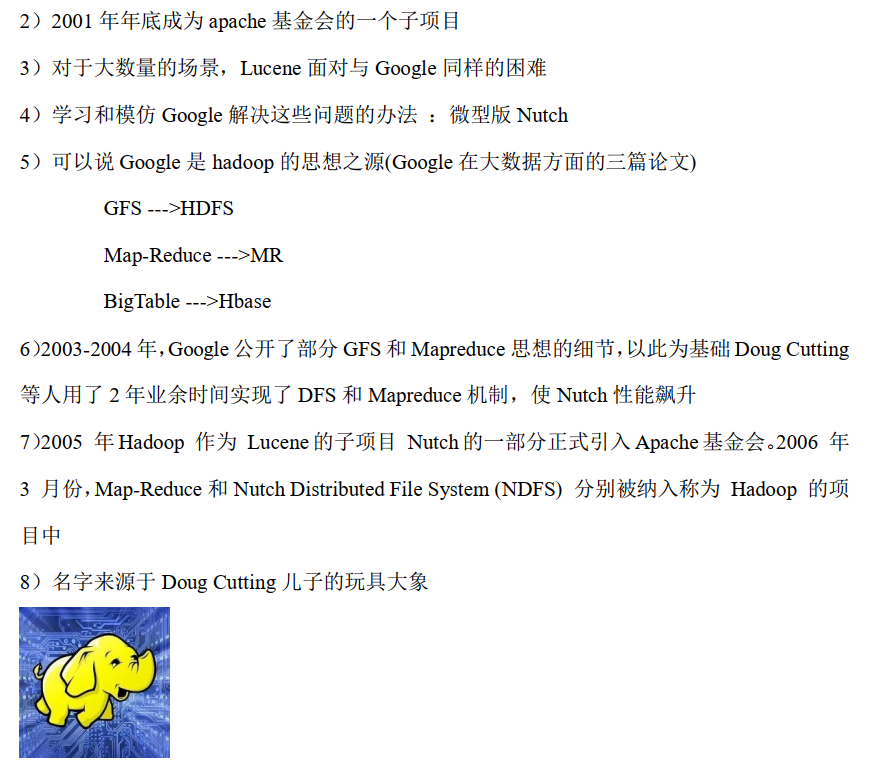 2）2001 年年底成为 apache 基金会的一个子项目
3）对于大数量的场景，Lucene 面对与 Google 同样的困难
4）学习和模仿 Google 解决这些问题的办法 ：微型版 Nutch
5）可以说 Google 是 hadoop 的思想之源(Google 在大数据方面的三篇论文)
GFS --->HDFS
Map-Reduce --->MR
BigTable --->Hbase
6）2003-2004 年，Google 公开了部分 GFS 和 Mapreduce 思想的细节，以此为基础 Doug Cutting
等人用了 2 年业余时间实现了 DFS 和 Mapreduce 机制，使 Nutch 性能飙升
7）2005 年 Hadoop 作为 Lucene 的子项目 Nutch 的一部分正式引入 Apache 基金会。2006 年
3 月份，Map-Reduce 和 Nutch Distributed File System (NDFS) 分别被纳入称为 Hadoop 的项
目中
8）名字来源于 Doug Cutting 儿子的玩具大象